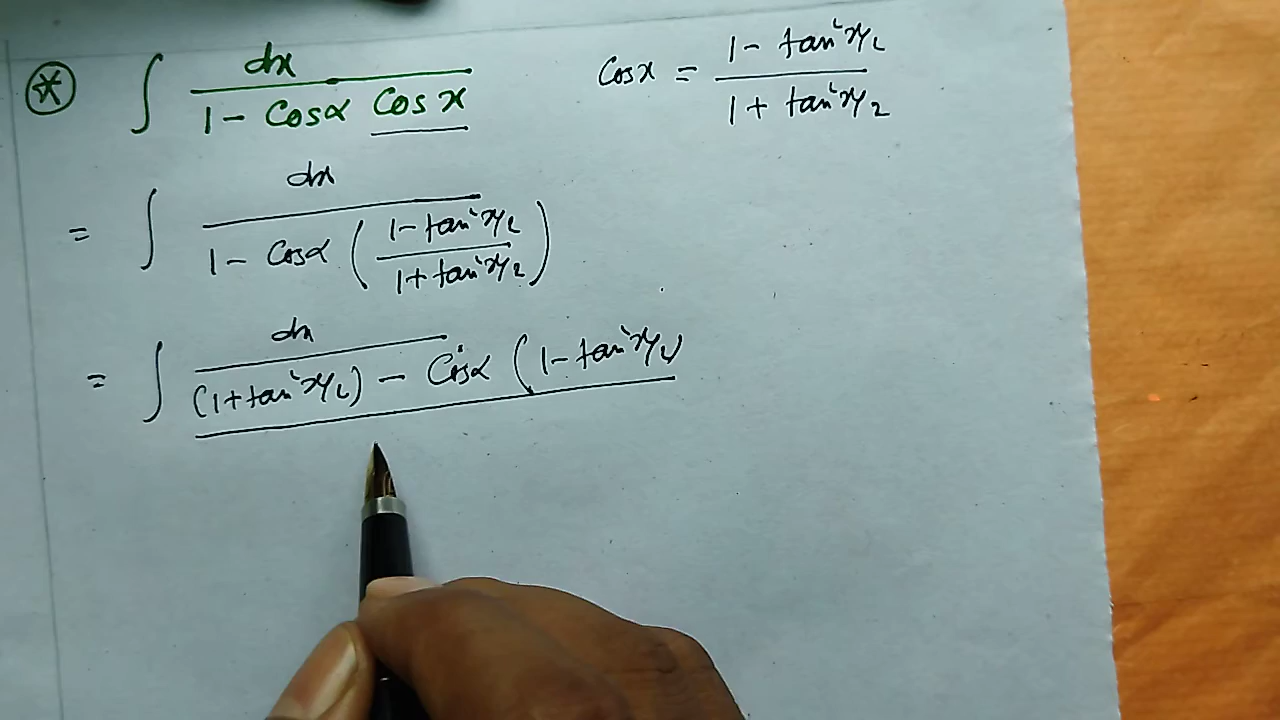 ⊛ ∫ dx / (1 - Cosα Cos x)
Cosx = (1 - tan²x/2) / (1 + tan²x/2)
= ∫ dx / (1 - Cosα ((1 - tan²x/2) / (1 + tan²x/2)))
= ∫ dx / ((1 + tan²x/2) - Cosα (1 - tan²x/2)